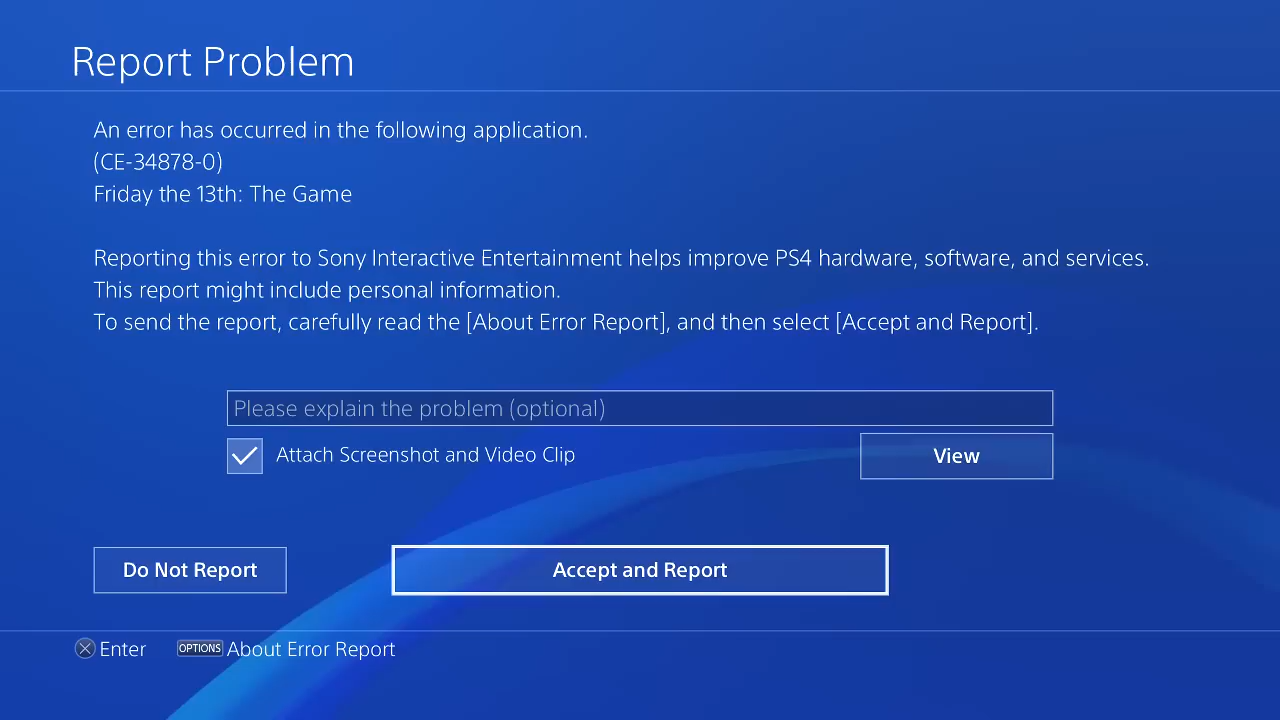 Report Problem
An error has occurred in the following application.
(CE-34878-0)
Friday the 13th: The Game
Reporting this error to Sony Interactive Entertainment helps improve PS4 hardware, software, and services.
This report might include personal information.
To send the report, carefully read the [About Error Report], and then select [Accept and Report].
Please explain the problem (optional)
Attach Screenshot and Video Clip
View
Do Not Report
Accept and Report
Enter
OPTIONS About Error Report